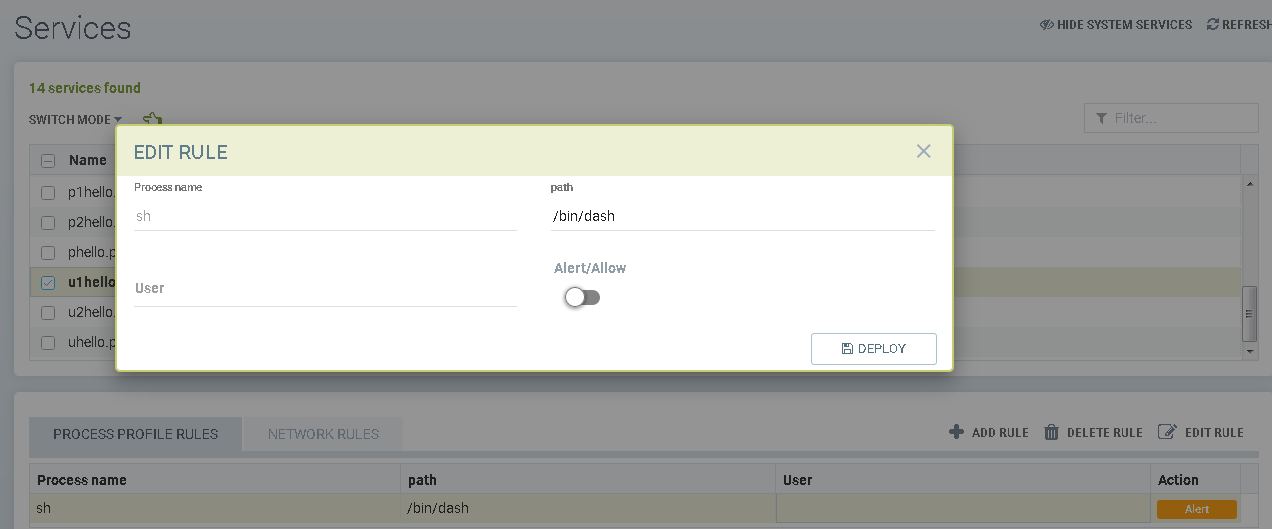 Services
HIDE SYSTEM SERVICES
REFRESH
14 services found
SWITCH MODE
Filter...
Name
p1hello.
p2hello.
phello.p
u1hello
u2hello.
uhello.p
EDIT RULE
Process name
path
sh
/bin/dash
Alert/Allow
User
DEPLOY
PROCESS PROFILE RULES
NETWORK RULES
ADD RULE
DELETE RULE
EDIT RULE
Process name path User Action
sh /bin/dash Alert